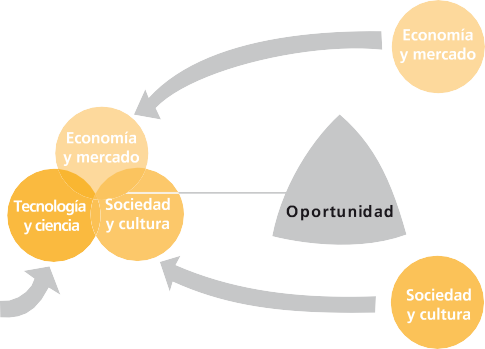 Economía
y mercado
Economía
y mercado
Tecnología
y ciencia
Sociedad
y cultura
Oportunidad
Sociedad
y cultura